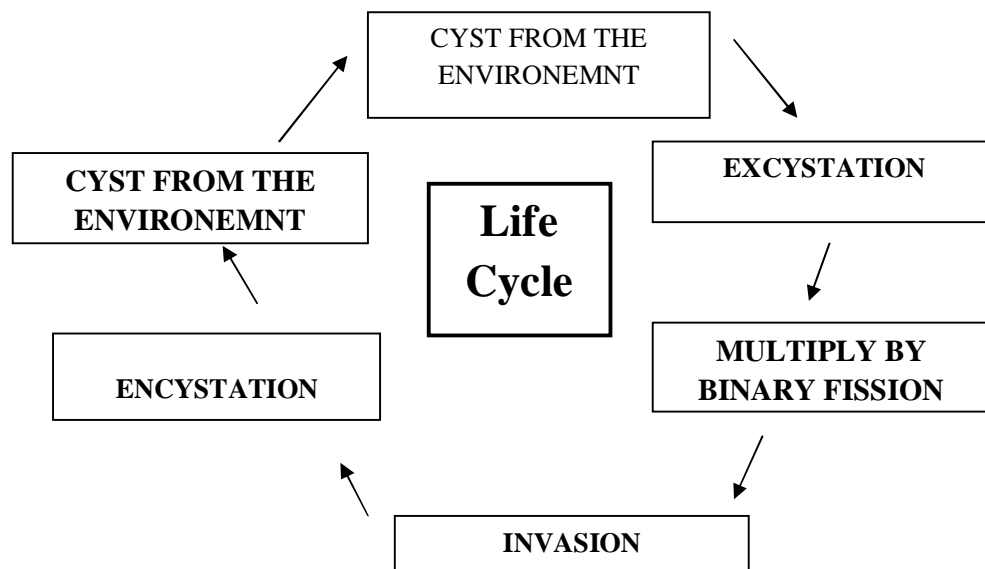 CYST FROM THE
ENVIRONEMNT
EXCYSTATION
CYST FROM THE
ENVIRONEMNT
Life
Cycle
MULTIPLY BY
BINARY FISSION
ENCYSTATION
INVASION